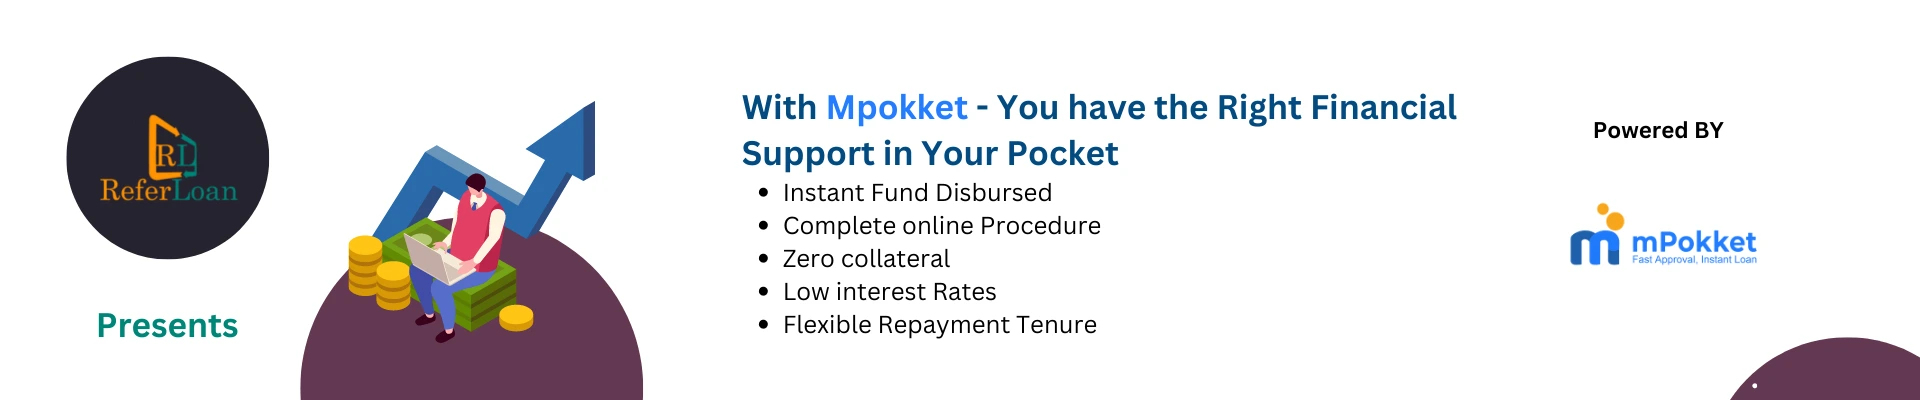 RL
ReferLoan
Presents
With Mpokket - You have the Right Financial
Support in Your Pocket
• Instant Fund Disbursed
• Complete online Procedure
• Zero collateral
• Low interest Rates
• Flexible Repayment Tenure
Powered BY
m mPokket
Fast Approval, Instant Loan